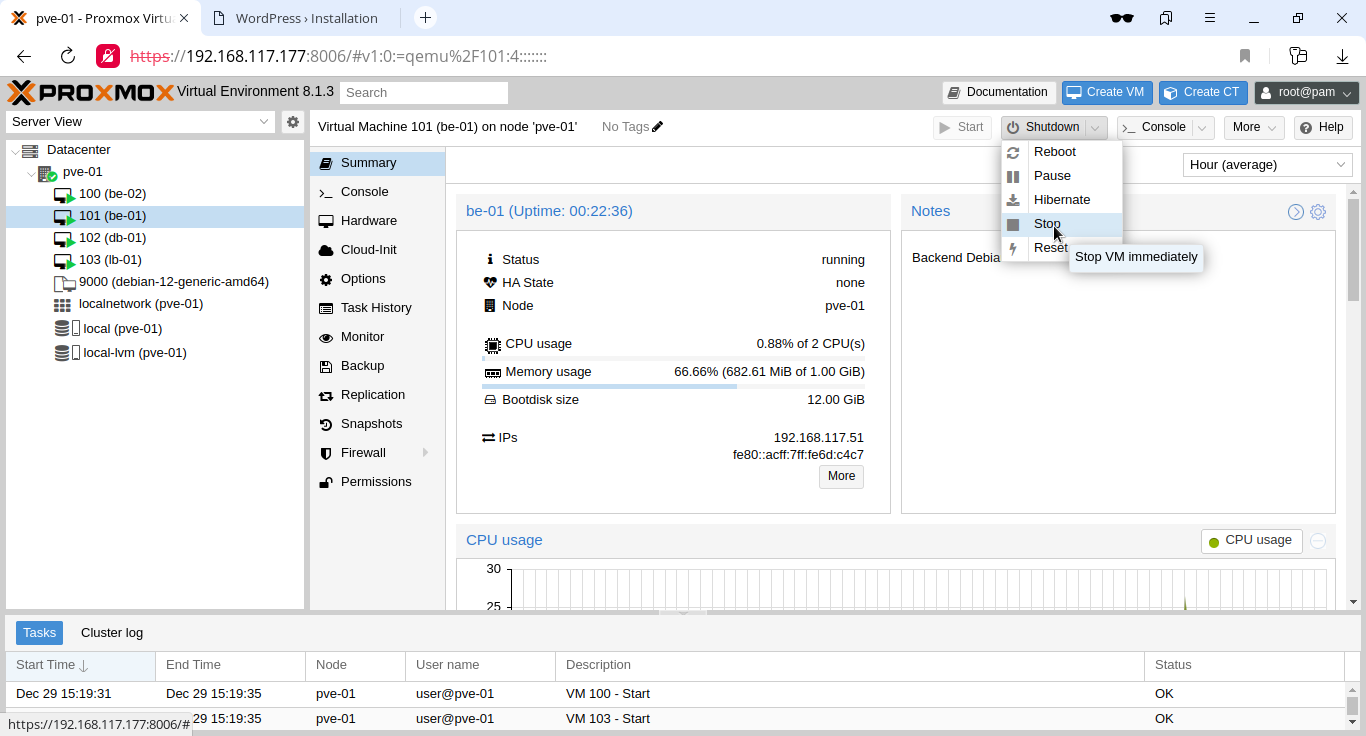 pve-01 - Proxmox Virtu
WordPress › Installation
https://192.168.117.177:8006/#v1:0:=qemu%2F101:4:::::::
PROXMOX Virtual Environment 8.1.3
Search
Documentation
Create VM
Create CT
root@pam
Server View
Virtual Machine 101 (be-01) on node 'pve-01'
No Tags
Start
Shutdown
Console
More
Help
Datacenter
pve-01
100 (be-02)
101 (be-01)
102 (db-01)
103 (lb-01)
9000 (debian-12-generic-amd64)
localnetwork (pve-01)
local (pve-01)
local-lvm (pve-01)
Summary
Console
Hardware
Cloud-Init
Options
Task History
Monitor
Backup
Replication
Snapshots
Firewall
Permissions
Reboot
Pause
Hibernate
Stop
Reset
Stop VM immediately
Hour (average)
be-01 (Uptime: 00:22:36)
Status running
HA State none
Node pve-01
CPU usage 0.88% of 2 CPU(s)
Memory usage 66.66% (682.61 MiB of 1.00 GiB)
Bootdisk size 12.00 GiB
IPs 192.168.117.51
fe80::acff:7ff:fe6d:c4c7
More
Notes
Backend Debia
CPU usage
CPU usage
30
25
Tasks
Cluster log
Start Time End Time Node User name Description Status
Dec 29 15:19:31 Dec 29 15:19:35 pve-01 user@pve-01 VM 100 - Start OK
29 15:19:35 pve-01 user@pve-01 VM 103 - Start OK
https://192.168.117.177:8006/#